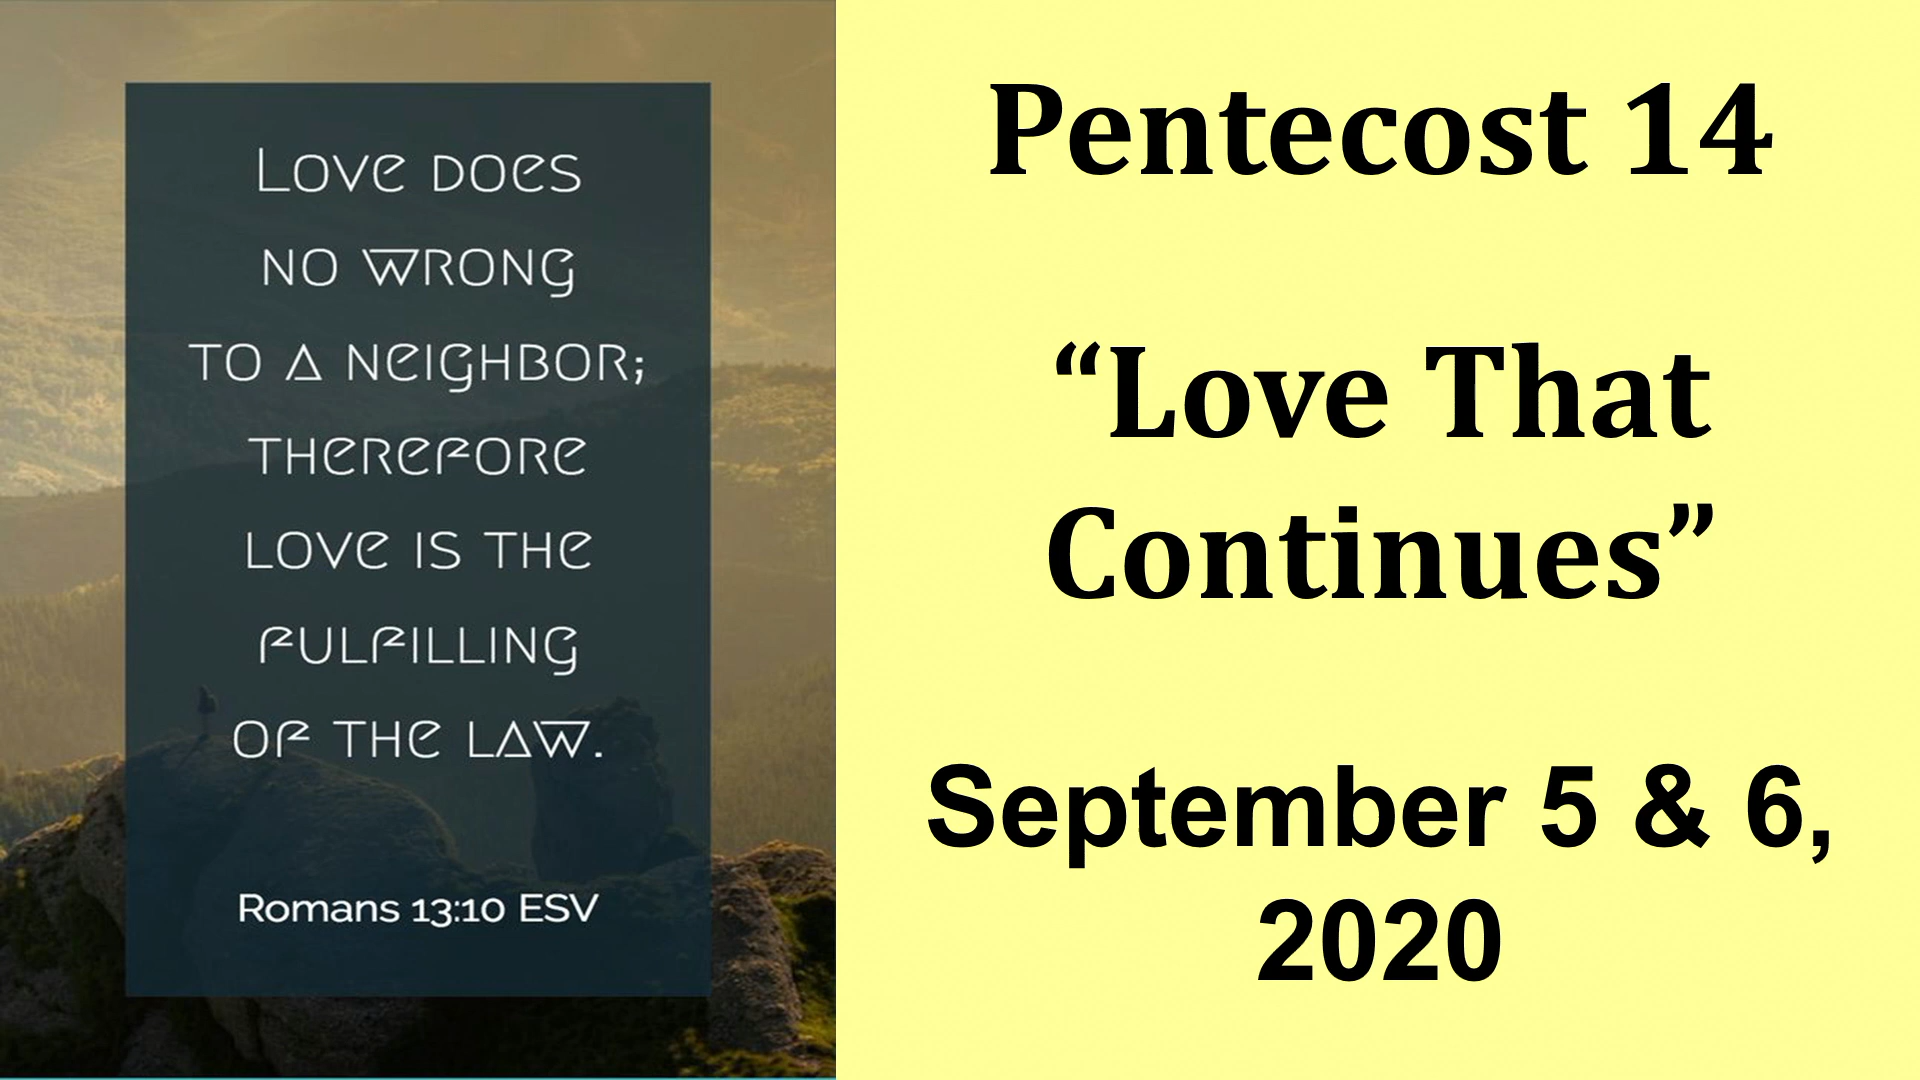 Love does
no wrong
to a neighbor;
therefore
love is the
fulfilling
of the law.
Romans 13:10 ESV
Pentecost 14
“Love That
Continues”
September 5 & 6,
2020